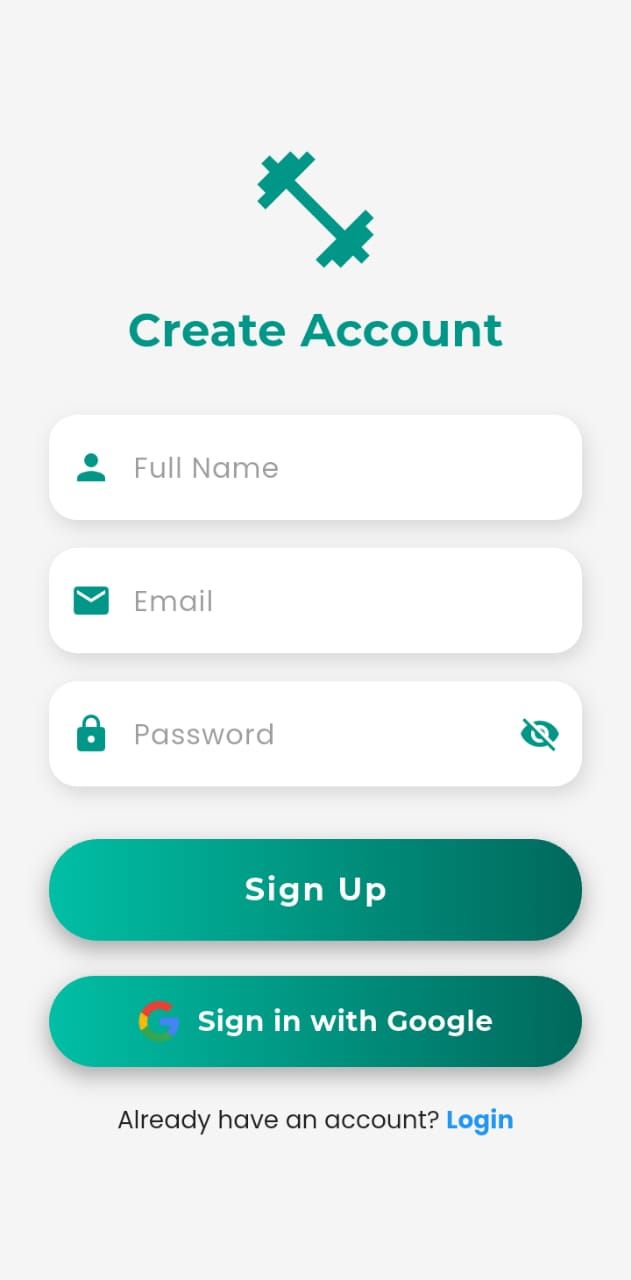 Create Account
Full Name
Email
Password
Sign Up
Sign in with Google
Already have an account? Login